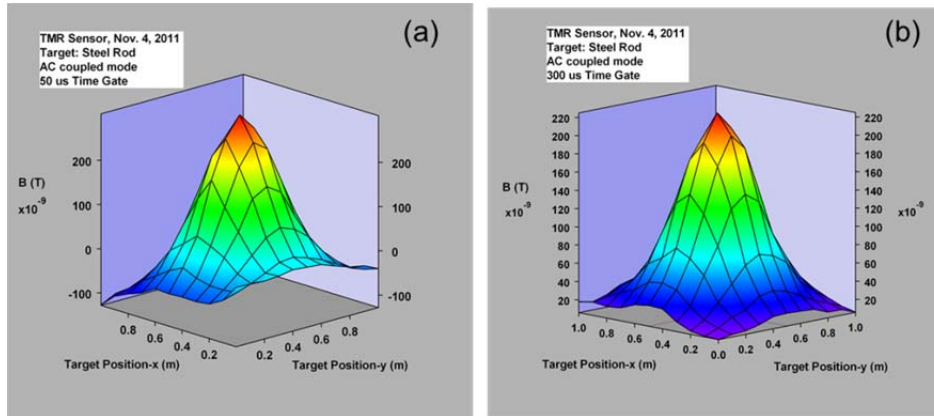 (a)
TMR Sensor, Nov. 4, 2011
Target: Steel Rod
AC coupled mode
50 us Time Gate
200
100
0
-100
B (T)
x10⁻⁹
200
100
0
-100
0.8
0.6
0.4
0.2
0.2
0.4
0.6
0.8
Target Position-x (m)
Target Position-y (m)
(b)
TMR Sensor, Nov. 4, 2011
Target: Steel Rod
AC coupled mode
300 us Time Gate
220
200
180
160
140
120
100
80
60
40
20
B (T)
x10⁻⁹
220
200
180
160
140
120
100
80
60
40
20
x10⁻⁹
1.0
0.8
0.6
0.4
0.2
0.0
0.2
0.4
0.6
0.8
1.0
Target Position-x (m)
Target Position-y (m)